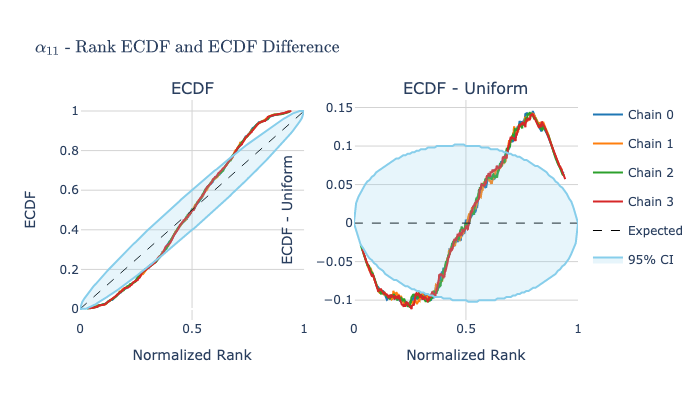 α₁₁ - Rank ECDF and ECDF Difference
ECDF
ECDF - Uniform
ECDF
1
0.8
0.6
0.4
0.2
0
0
0.5
1
Normalized Rank
ECDF - Uniform
0.15
0.1
0.05
0
−0.05
−0.1
0
0.5
1
Normalized Rank
Chain 0
Chain 1
Chain 2
Chain 3
Expected
95% CI